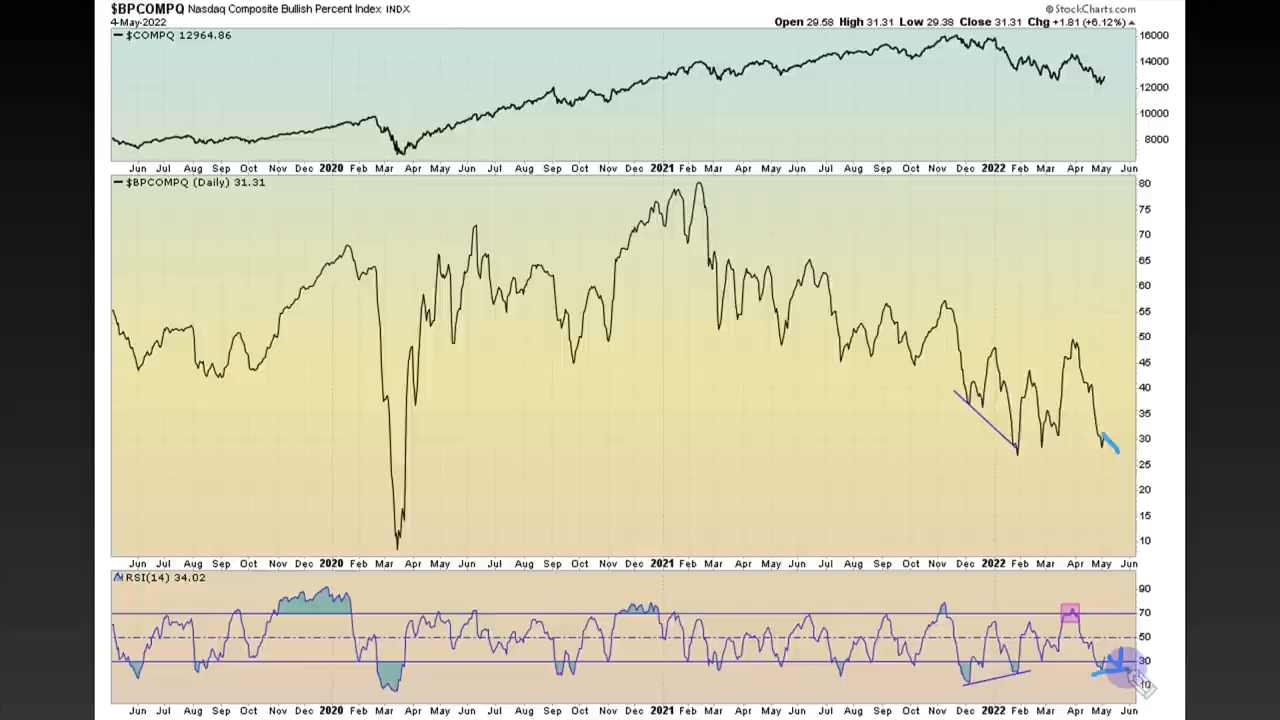 $BPCOMPQ Nasdaq Composite Bullish Percent Index INDX
© StockCharts.com
4-May-2022
Open 29.58 High 31.31 Low 29.38 Close 31.31 Chg +1.81 (+6.12%)
$COMPQ 12964.86
16000
14000
12000
10000
8000
Jun Jul Aug Sep Oct Nov Dec 2020 Feb Mar Apr May Jun Jul Aug Sep Oct Nov Dec 2021 Feb Mar Apr May Jun Jul Aug Sep Oct Nov Dec 2022 Feb Mar Apr May Jun
$BPCOMPQ (Daily) 31.31
80
75
70
65
60
55
50
45
40
35
30
25
20
15
10
Jun Jul Aug Sep Oct Nov Dec 2020 Feb Mar Apr May Jun Jul Aug Sep Oct Nov Dec 2021 Feb Mar Apr May Jun Jul Aug Sep Oct Nov Dec 2022 Feb Mar Apr May Jun
RSI(14) 34.02
90
70
50
30
10
Jun Jul Aug Sep Oct Nov Dec 2020 Feb Mar Apr May Jun Jul Aug Sep Oct Nov Dec 2021 Feb Mar Apr May Jun Jul Aug Sep Oct Nov Dec 2022 Feb Mar Apr May Jun